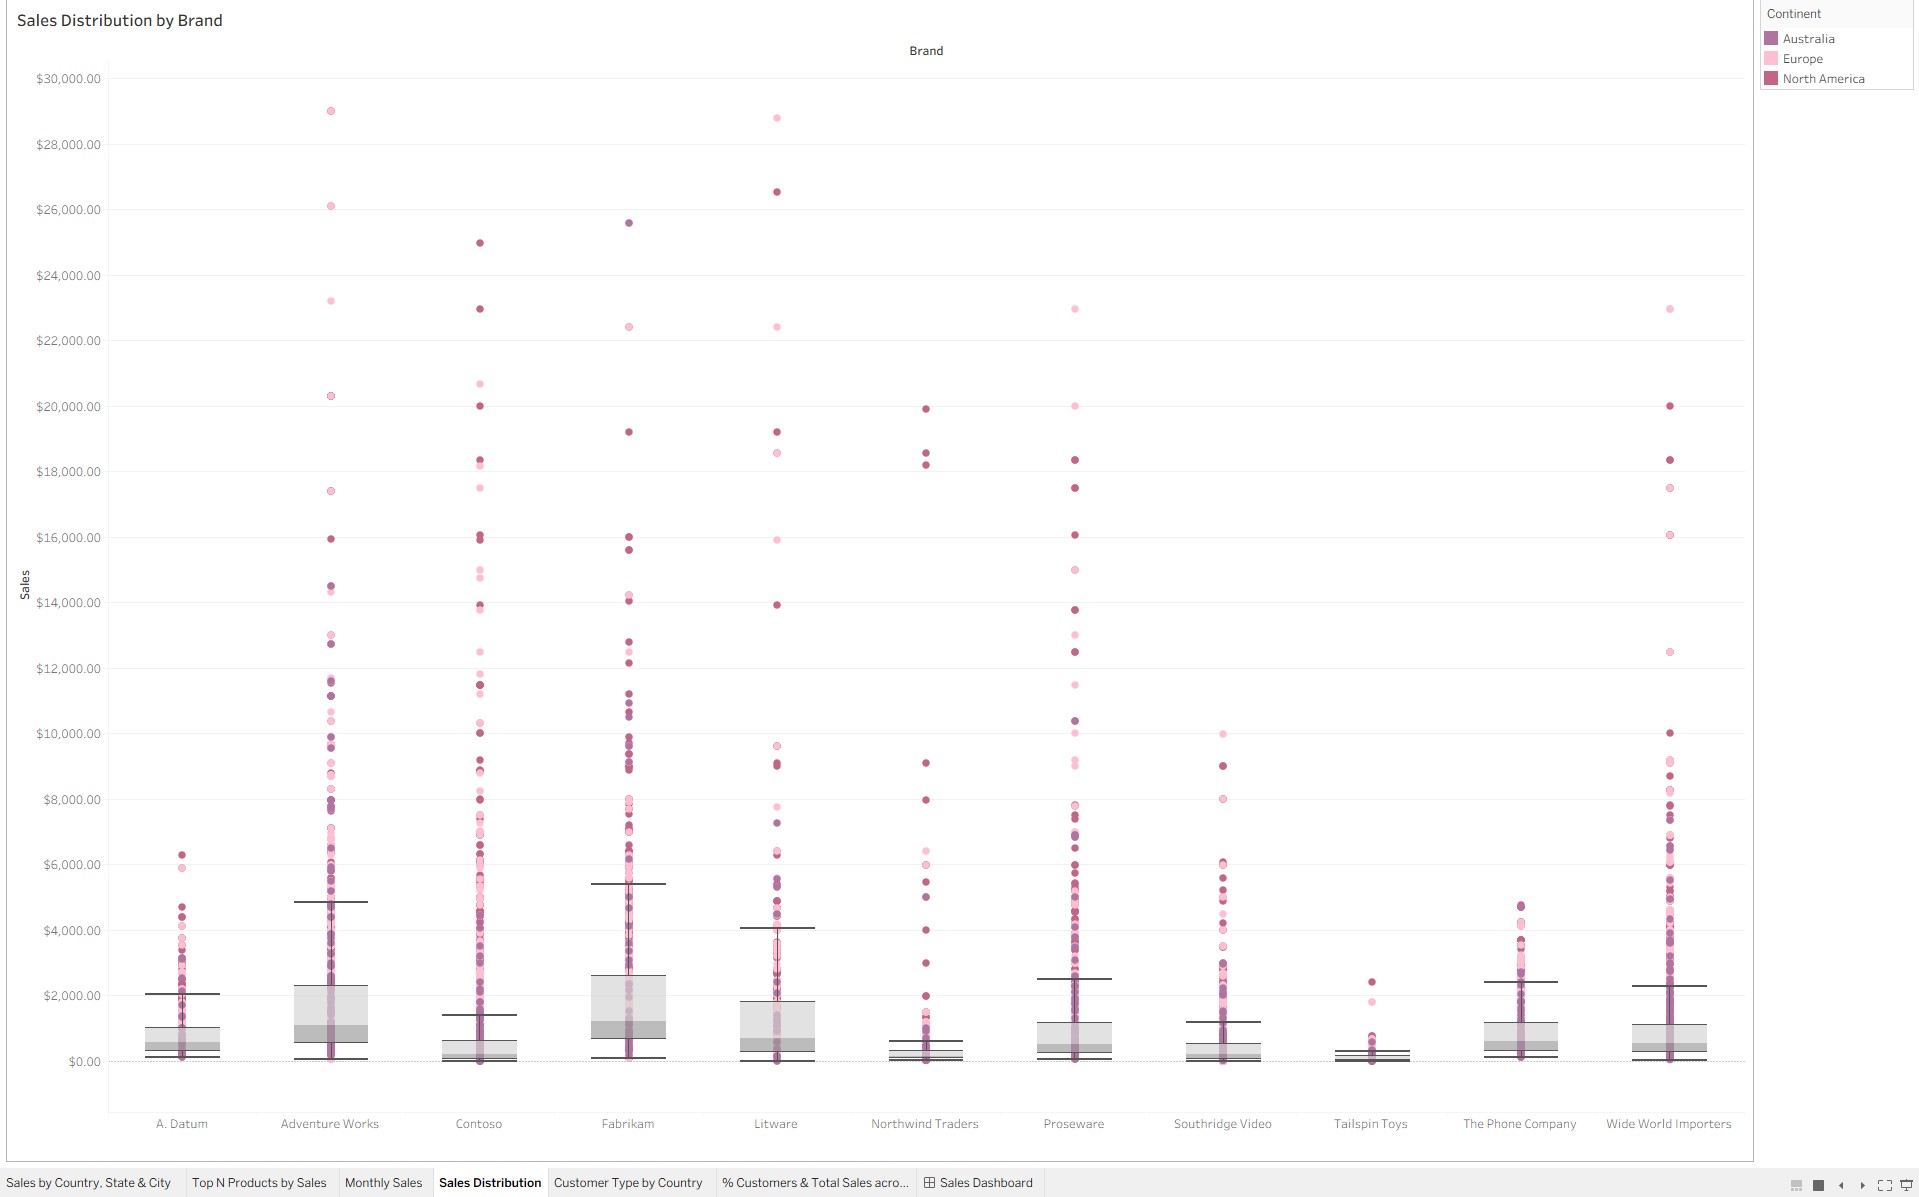 Sales Distribution by Brand
Continent
Australia
Europe
North America
Brand
Sales
$30,000.00
$28,000.00
$26,000.00
$24,000.00
$22,000.00
$20,000.00
$18,000.00
$16,000.00
$14,000.00
$12,000.00
$10,000.00
$8,000.00
$6,000.00
$4,000.00
$2,000.00
$0.00
A. Datum Adventure Works Contoso Fabrikam Litware Northwind Traders Proseware Southridge Video Tailspin Toys The Phone Company Wide World Importers
Sales by Country, State & City Top N Products by Sales Monthly Sales Sales Distribution Customer Type by Country % Customers & Total Sales acro... Sales Dashboard